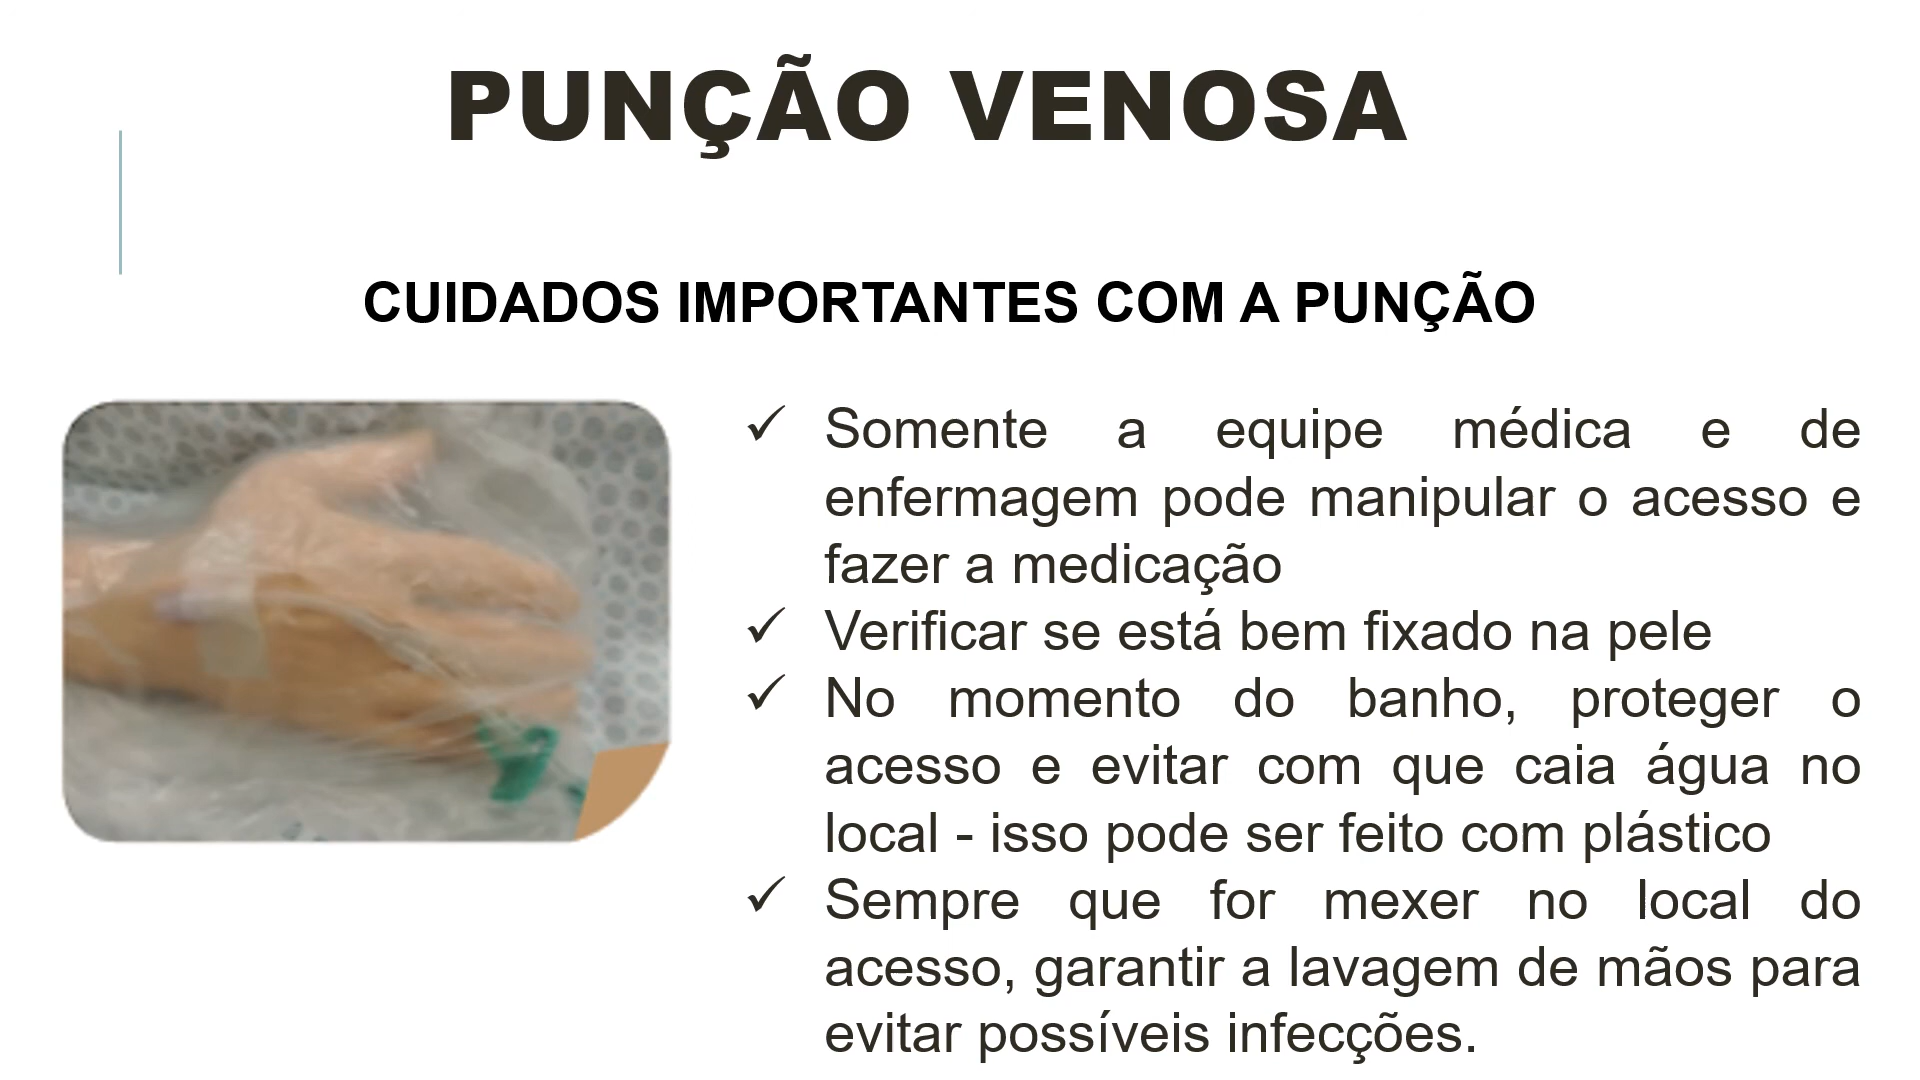 PUNÇÃO VENOSA
CUIDADOS IMPORTANTES COM A PUNÇÃO
✓ Somente a equipe médica e de
enfermagem pode manipular o acesso e
fazer a medicação
✓ Verificar se está bem fixado na pele
✓ No momento do banho, proteger o
acesso e evitar com que caia água no
local - isso pode ser feito com plástico
✓ Sempre que for mexer no local do
acesso, garantir a lavagem de mãos para
evitar possíveis infecções.